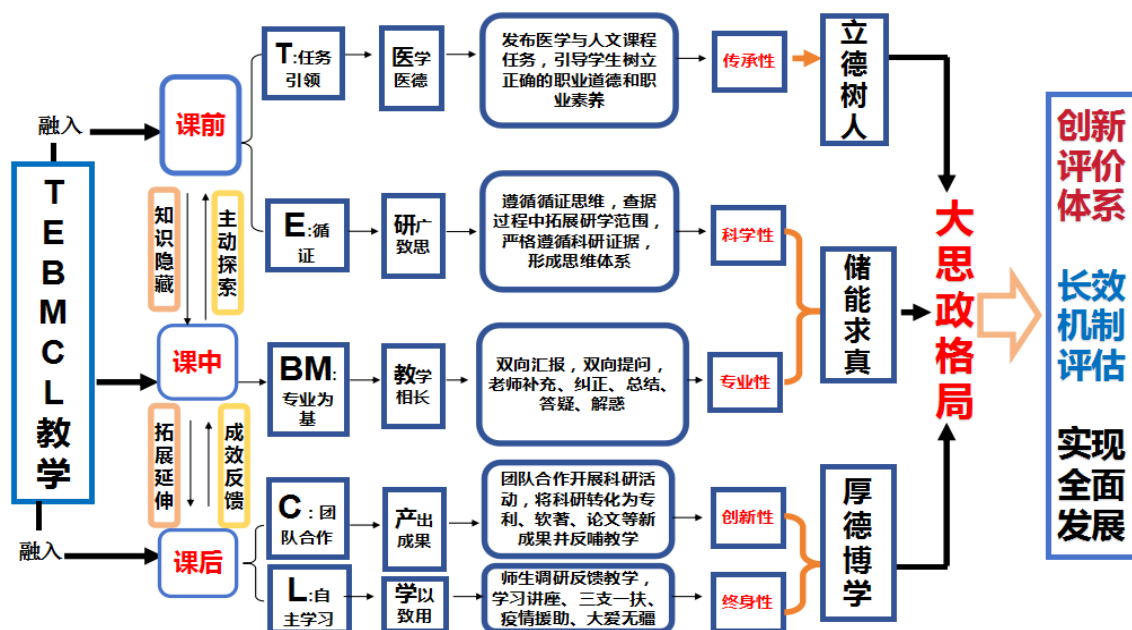 融入
TEBMCL教学
融入
课前
知识隐藏
主动探索
课中
拓展延伸
成效反馈
课后
T:任务
引领
医学
医德
发布医学与人文课程
任务，引导学生树立
正确的职业道德和职
业素养
传承性
立德树人
E:循
证
研广
致思
遵循循证思维，查据
过程中拓展研学范围，
严格遵循科研证据，
形成思维体系
科学性
储能求真
BM:
专业为
基
教学
相长
双向汇报，双向提问，
老师补充、纠正、总结、
答疑、解惑
专业性
C：团
队合作
产出
成果
团队合作开展科研活
动，将科研转化为专
利、软著、论文等新
成果并反哺教学
创新性
厚德博学
L:自
主学习
学以
致用
师生调研反馈教学，
学习讲座、三支一扶、
疫情援助、大爱无疆
终身性
大思政格局
创新
评价
体系
长效
机制
评估
实现
全面
发展